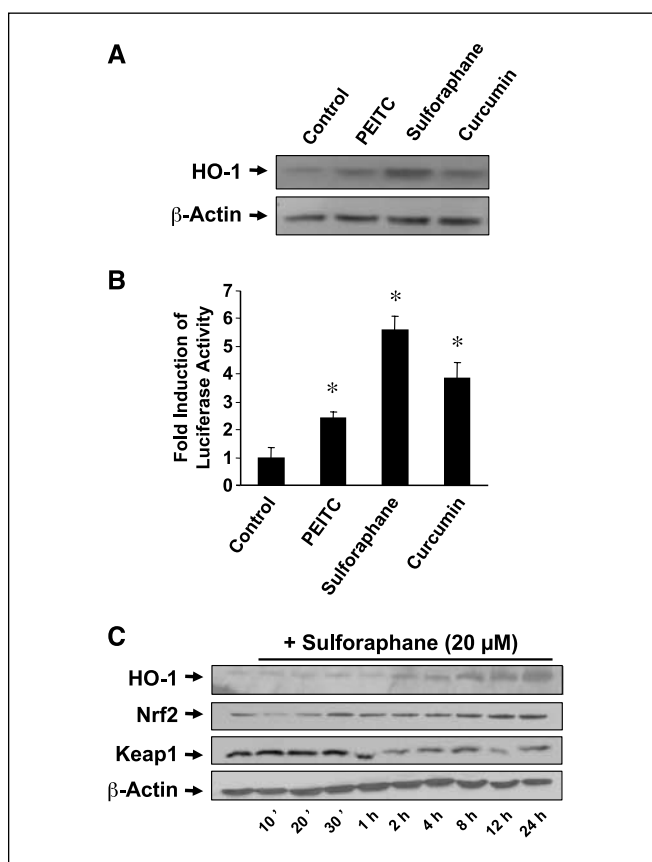 A
Control
PEITC
Sulforaphane
Curcumin
HO-1
β-Actin
B
Fold Induction of
Luciferase Activity
7
6
5
4
3
2
1
0
*
*
*
Control
PEITC
Sulforaphane
Curcumin
C
+ Sulforaphane (20 µM)
HO-1
Nrf2
Keap1
β-Actin
10' 20' 30' 1 h 2 h 4 h 8 h 12 h 24 h